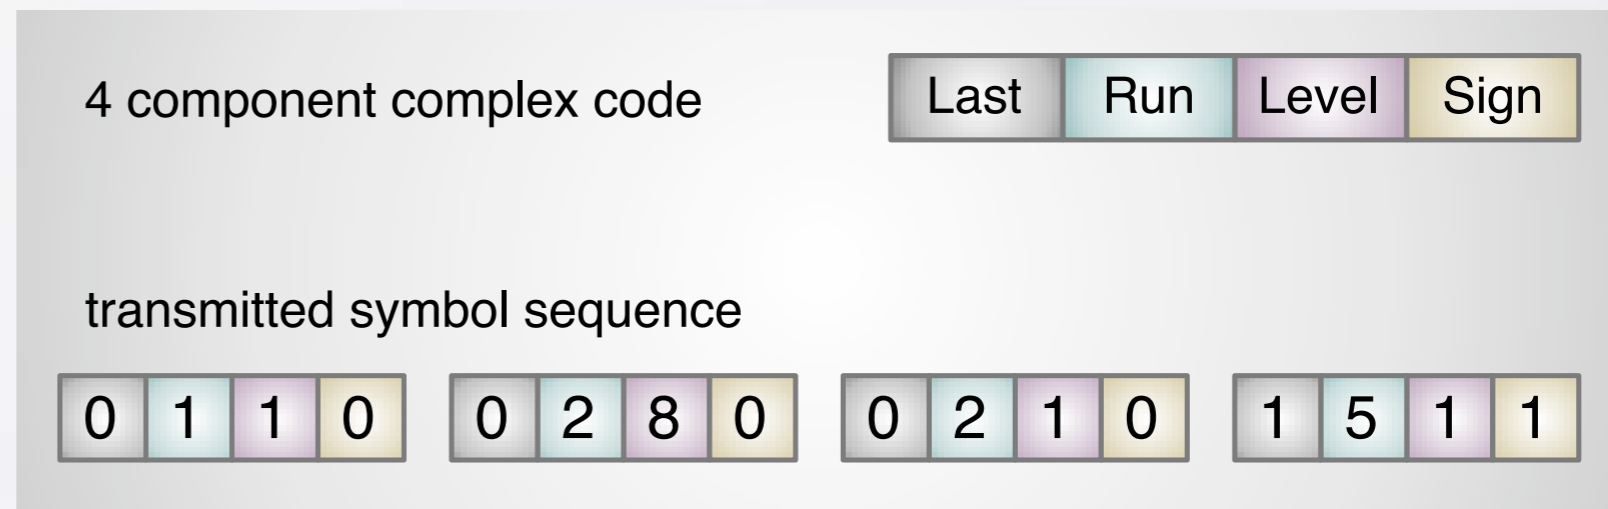 4 component complex code Last Run Level Sign
transmitted symbol sequence
0 1 1 0 0 2 8 0 0 2 1 0 1 5 1 1